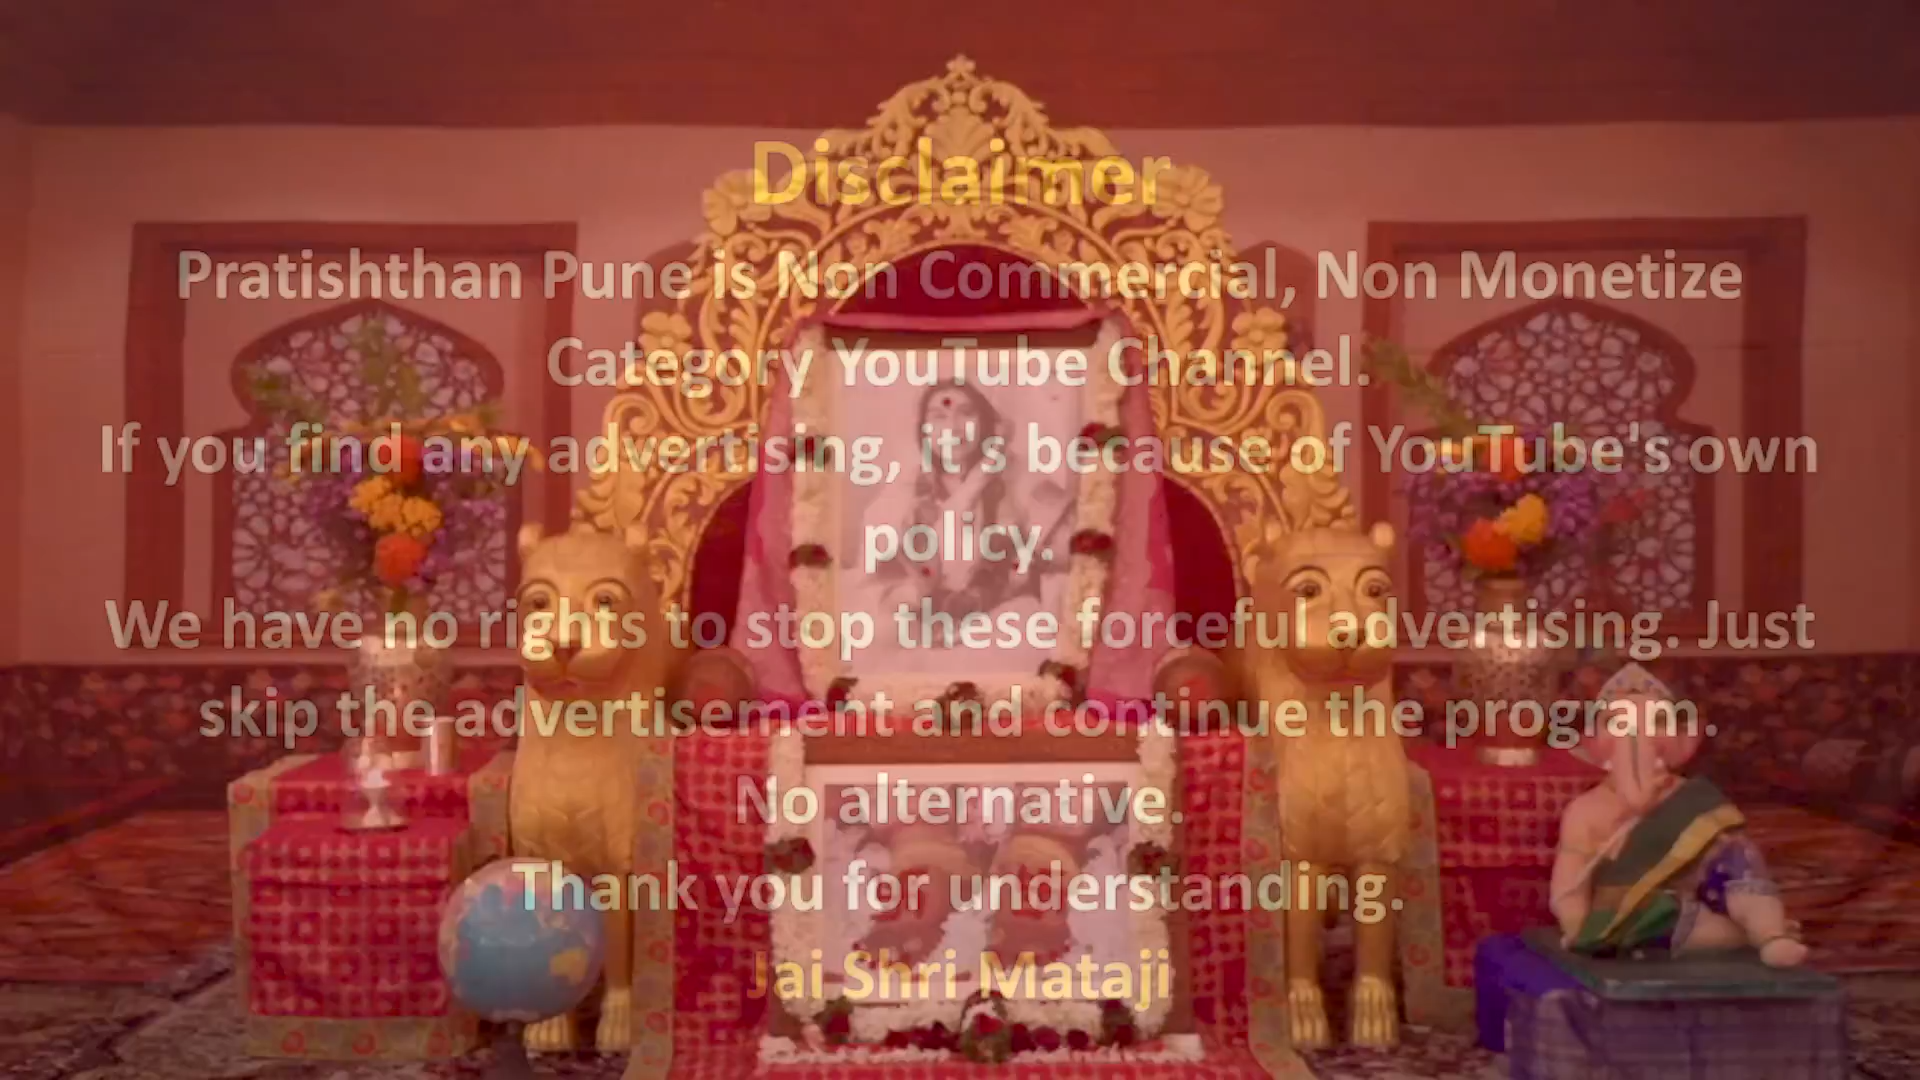 Disclaimer
Pratishthan Pune is Non Commercial, Non Monetize
Category YouTube Channel.
If you find any advertising, it's because of YouTube's own
policy.
We have no rights to stop these forceful advertising. Just
skip the advertisement and continue the program.
No alternative.
Thank you for understanding.
Jai Shri Mataji